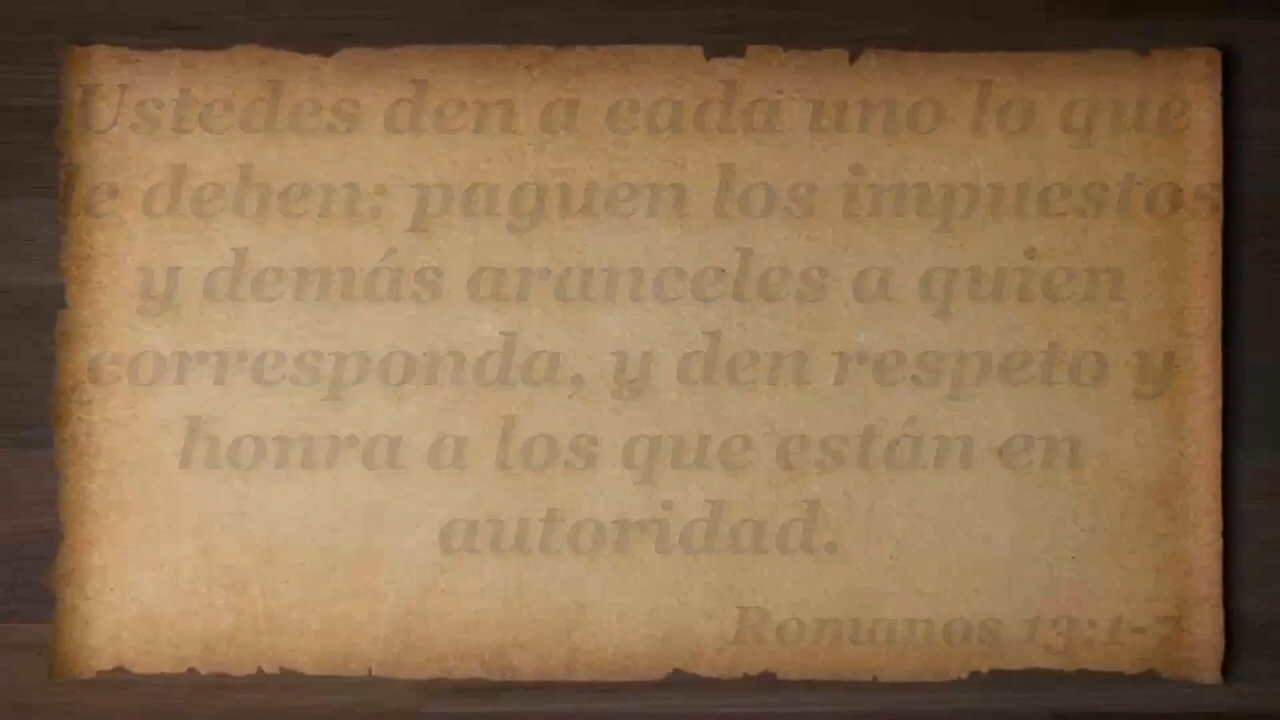 Ustedes den a cada uno lo que
le deben: paguen los impuestos
y demás aranceles a quien
corresponda, y den respeto y
honra a los que están en
autoridad.
Romanos 13:1-7